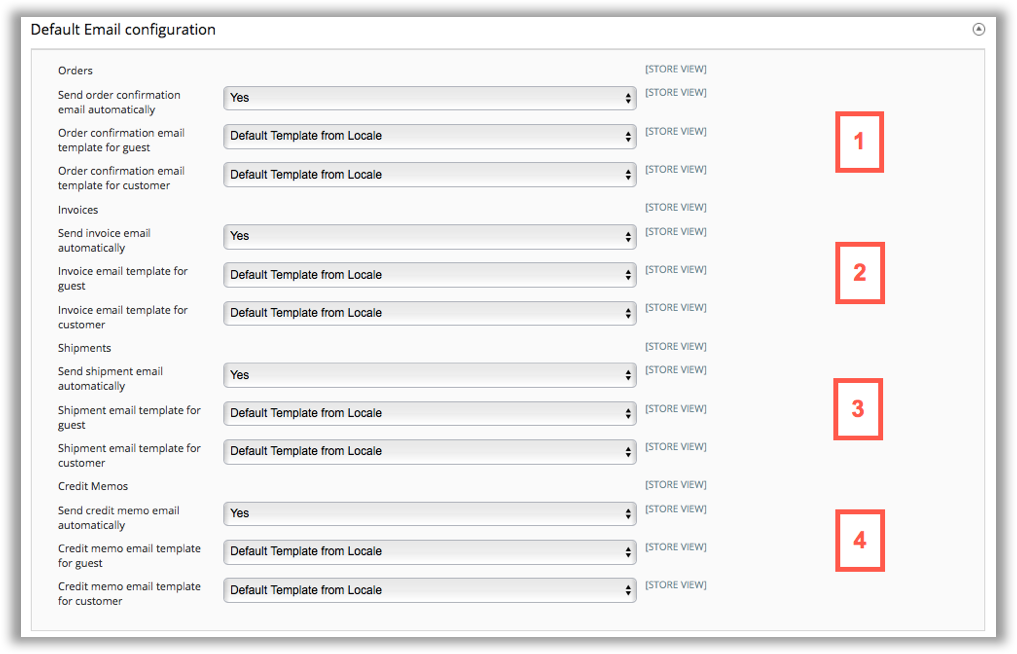 Default Email configuration
Orders [STORE VIEW]
Send order confirmation
email automatically Yes [STORE VIEW]
Order confirmation email
template for guest Default Template from Locale [STORE VIEW]
1
Order confirmation email
template for customer Default Template from Locale [STORE VIEW]
Invoices [STORE VIEW]
Send invoice email
automatically Yes [STORE VIEW]
Invoice email template for
guest Default Template from Locale [STORE VIEW]
2
Invoice email template for
customer Default Template from Locale [STORE VIEW]
Shipments [STORE VIEW]
Send shipment email
automatically Yes [STORE VIEW]
Shipment email template for
guest Default Template from Locale [STORE VIEW]
3
Shipment email template for
customer Default Template from Locale [STORE VIEW]
Credit Memos [STORE VIEW]
Send credit memo email
automatically Yes [STORE VIEW]
Credit memo email template
for guest Default Template from Locale [STORE VIEW]
4
Credit memo email template
for customer Default Template from Locale [STORE VIEW]